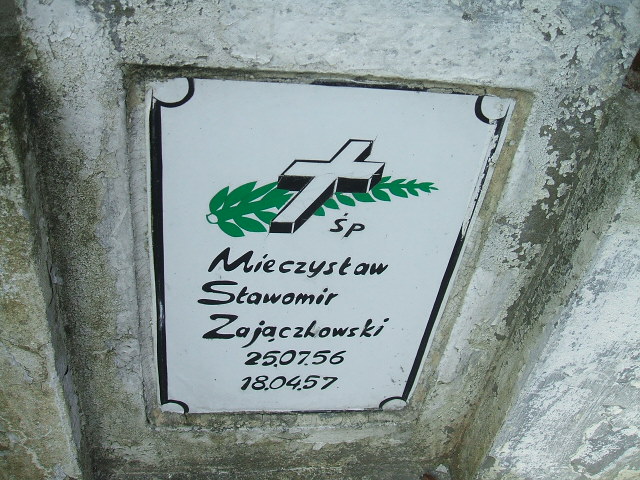 śp
Mieczysław
Sławomir
Zajączkowski
25.07.56
18.04.57